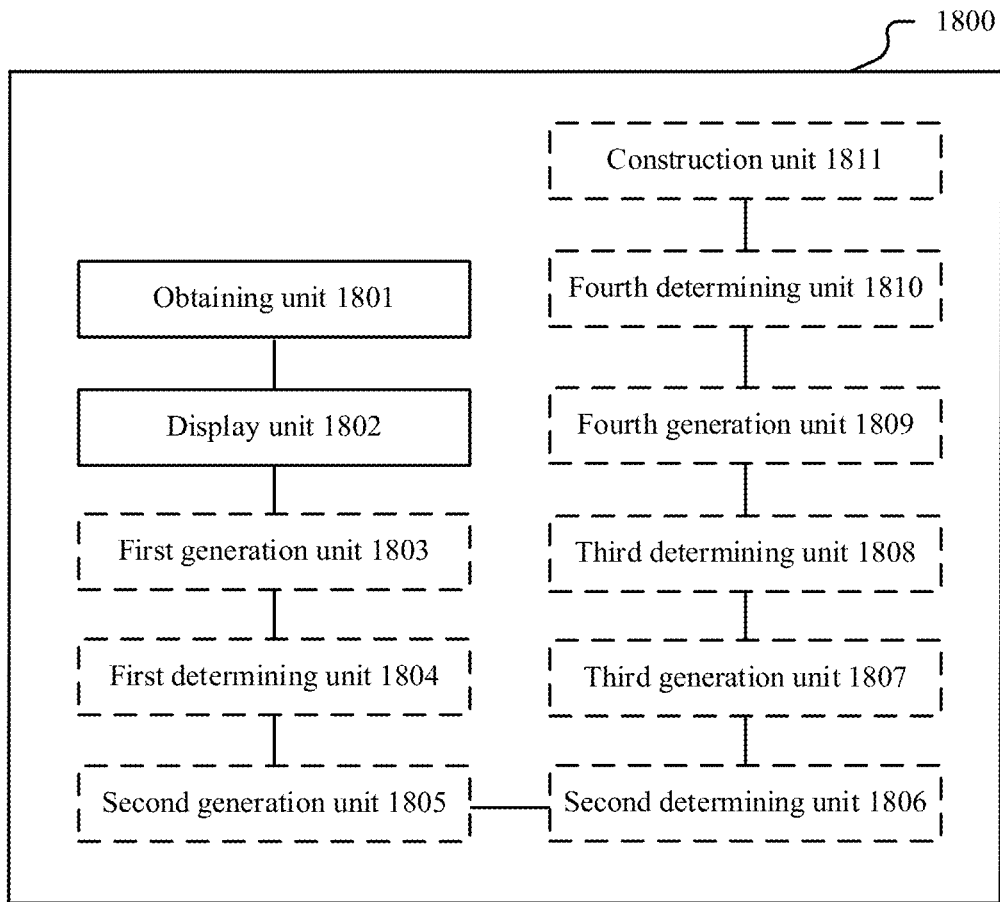 1800
Construction unit 1811
Obtaining unit 1801
Fourth determining unit 1810
Display unit 1802
Fourth generation unit 1809
First generation unit 1803
Third determining unit 1808
First determining unit 1804
Third generation unit 1807
Second generation unit 1805
Second determining unit 1806